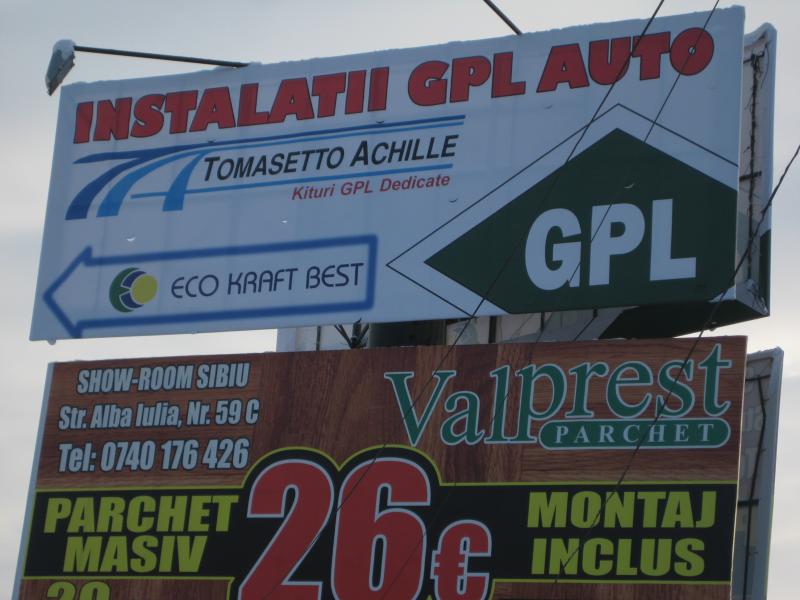 INSTALATII GPL AUTO
TOMASETTO ACHILLE
Kituri GPL Dedicate
GPL
ECO KRAFT BEST
SHOW-ROOM SIBIU
Str. Alba Iulia, Nr. 59 C
Tel: 0740 176 426
Valprest
PARCHET
PARCHET
MASIV
26€
MONTAJ
INCLUS